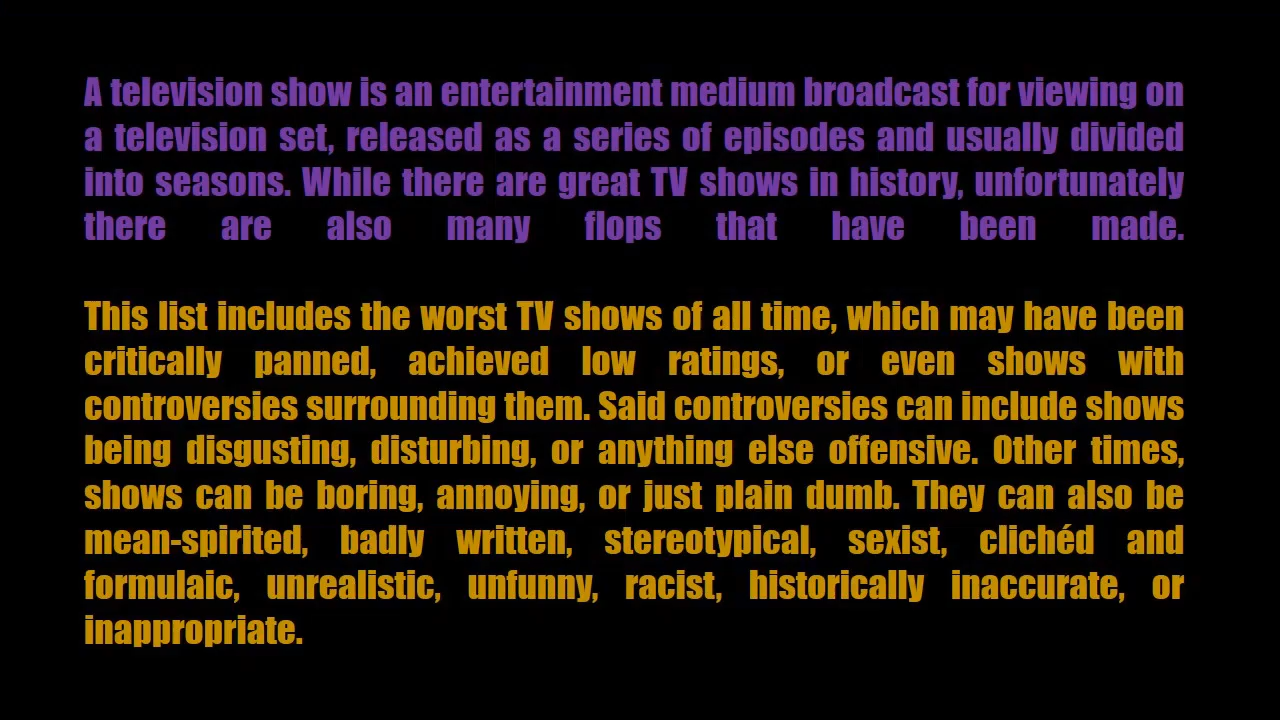 A television show is an entertainment medium broadcast for viewing on
a television set, released as a series of episodes and usually divided
into seasons. While there are great TV shows in history, unfortunately
there are also many flops that have been made.
This list includes the worst TV shows of all time, which may have been
critically panned, achieved low ratings, or even shows with
controversies surrounding them. Said controversies can include shows
being disgusting, disturbing, or anything else offensive. Other times,
shows can be boring, annoying, or just plain dumb. They can also be
mean-spirited, badly written, stereotypical, sexist, clichéd and
formulaic, unrealistic, unfunny, racist, historically inaccurate, or
inappropriate.